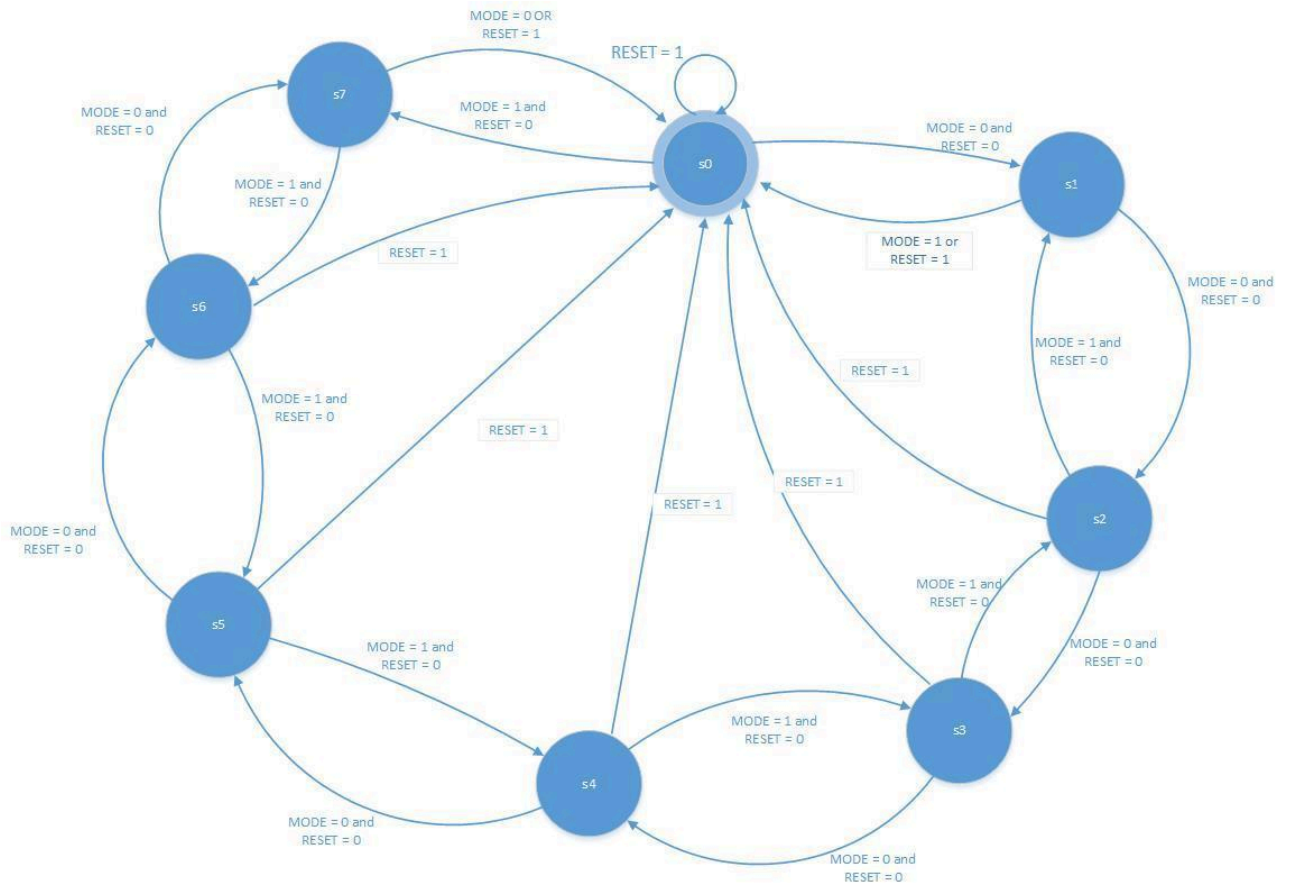 MODE = 0 OR
RESET = 1
RESET = 1
s7
MODE = 0 and
RESET = 0
MODE = 1 and
RESET = 0
MODE = 0 and
RESET = 0
s0
s1
MODE = 1 and
RESET = 0
MODE = 1 or
RESET = 1
RESET = 1
MODE = 0 and
RESET = 0
s6
MODE = 1 and
RESET = 0
RESET = 1
MODE = 1 and
RESET = 0
RESET = 1
RESET = 1
RESET = 1
s2
MODE = 0 and
RESET = 0
MODE = 1 and
RESET = 0
s5
MODE = 1 and
RESET = 0
MODE = 0 and
RESET = 0
MODE = 1 and
RESET = 0
s3
s4
MODE = 0 and
RESET = 0
MODE = 0 and
RESET = 0